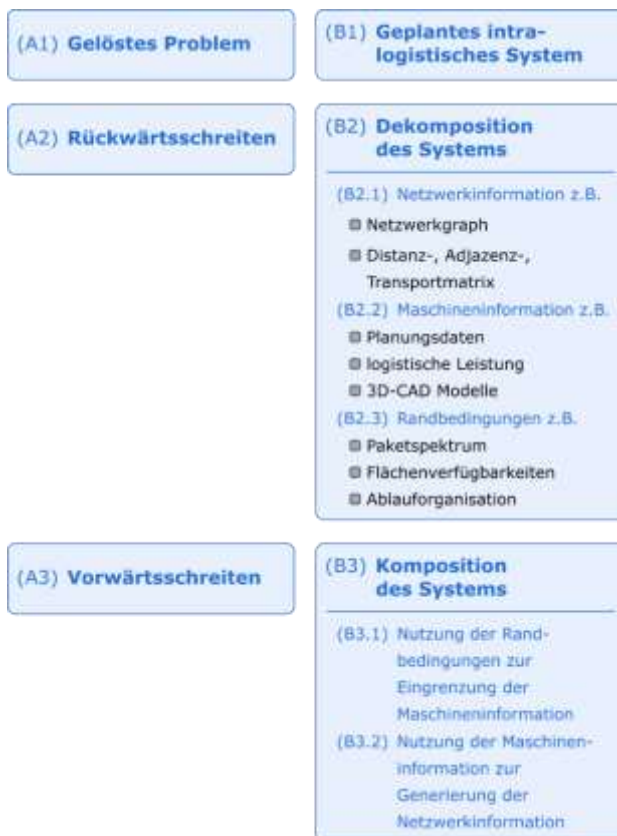 (A1) Gelöstes Problem
(B1) Geplantes intra-
logistisches System
(A2) Rückwärtsschreiten
(B2) Dekomposition
des Systems
(B2.1) Netzwerkinformation z.B.
Netzwerkgraph
Distanz-, Adjazenz-,
Transportmatrix
(B2.2) Maschineninformation z.B.
Planungsdaten
logistische Leistung
3D-CAD Modelle
(B2.3) Randbedingungen z.B.
Paketspektrum
Flächenverfügbarkeiten
Ablauforganisation
(A3) Vorwärtsschreiten
(B3) Komposition
des Systems
(B3.1) Nutzung der Rand-
bedingungen zur
Eingrenzung der
Maschineninformation
(B3.2) Nutzung der Maschinen-
information zur
Generierung der
Netzwerkinformation